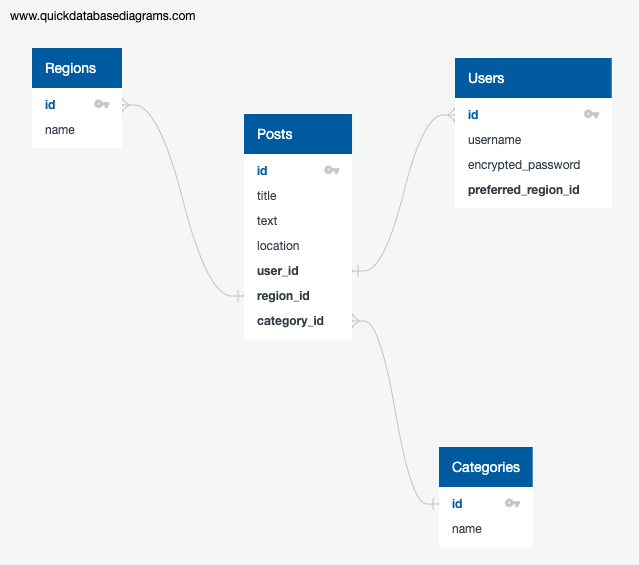 www.quickdatabasediagrams.com
Regions
id
name
Posts
id
title
text
location
user_id
region_id
category_id
Users
id
username
encrypted_password
preferred_region_id
Categories
id
name